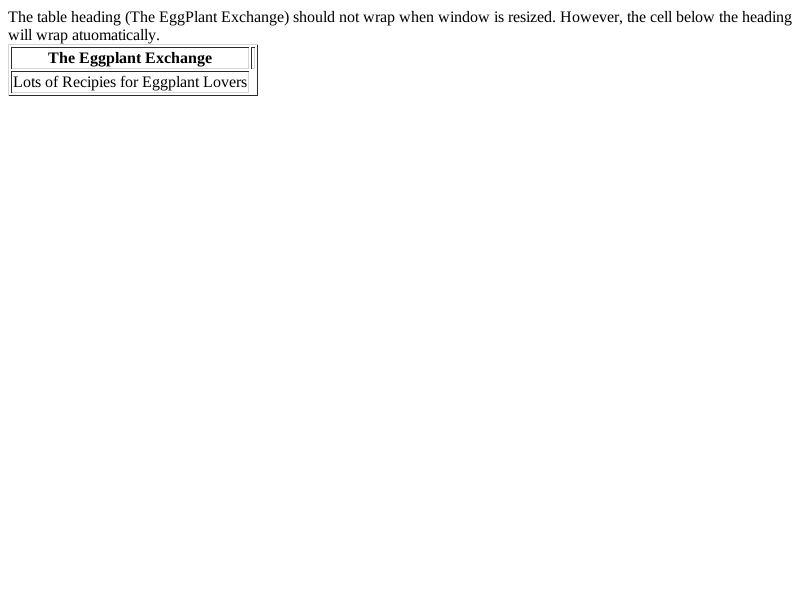 The table heading (The EggPlant Exchange) should not wrap when window is resized. However, the cell below the heading
will wrap atuomatically.
The Eggplant Exchange
Lots of Recipies for Eggplant Lovers